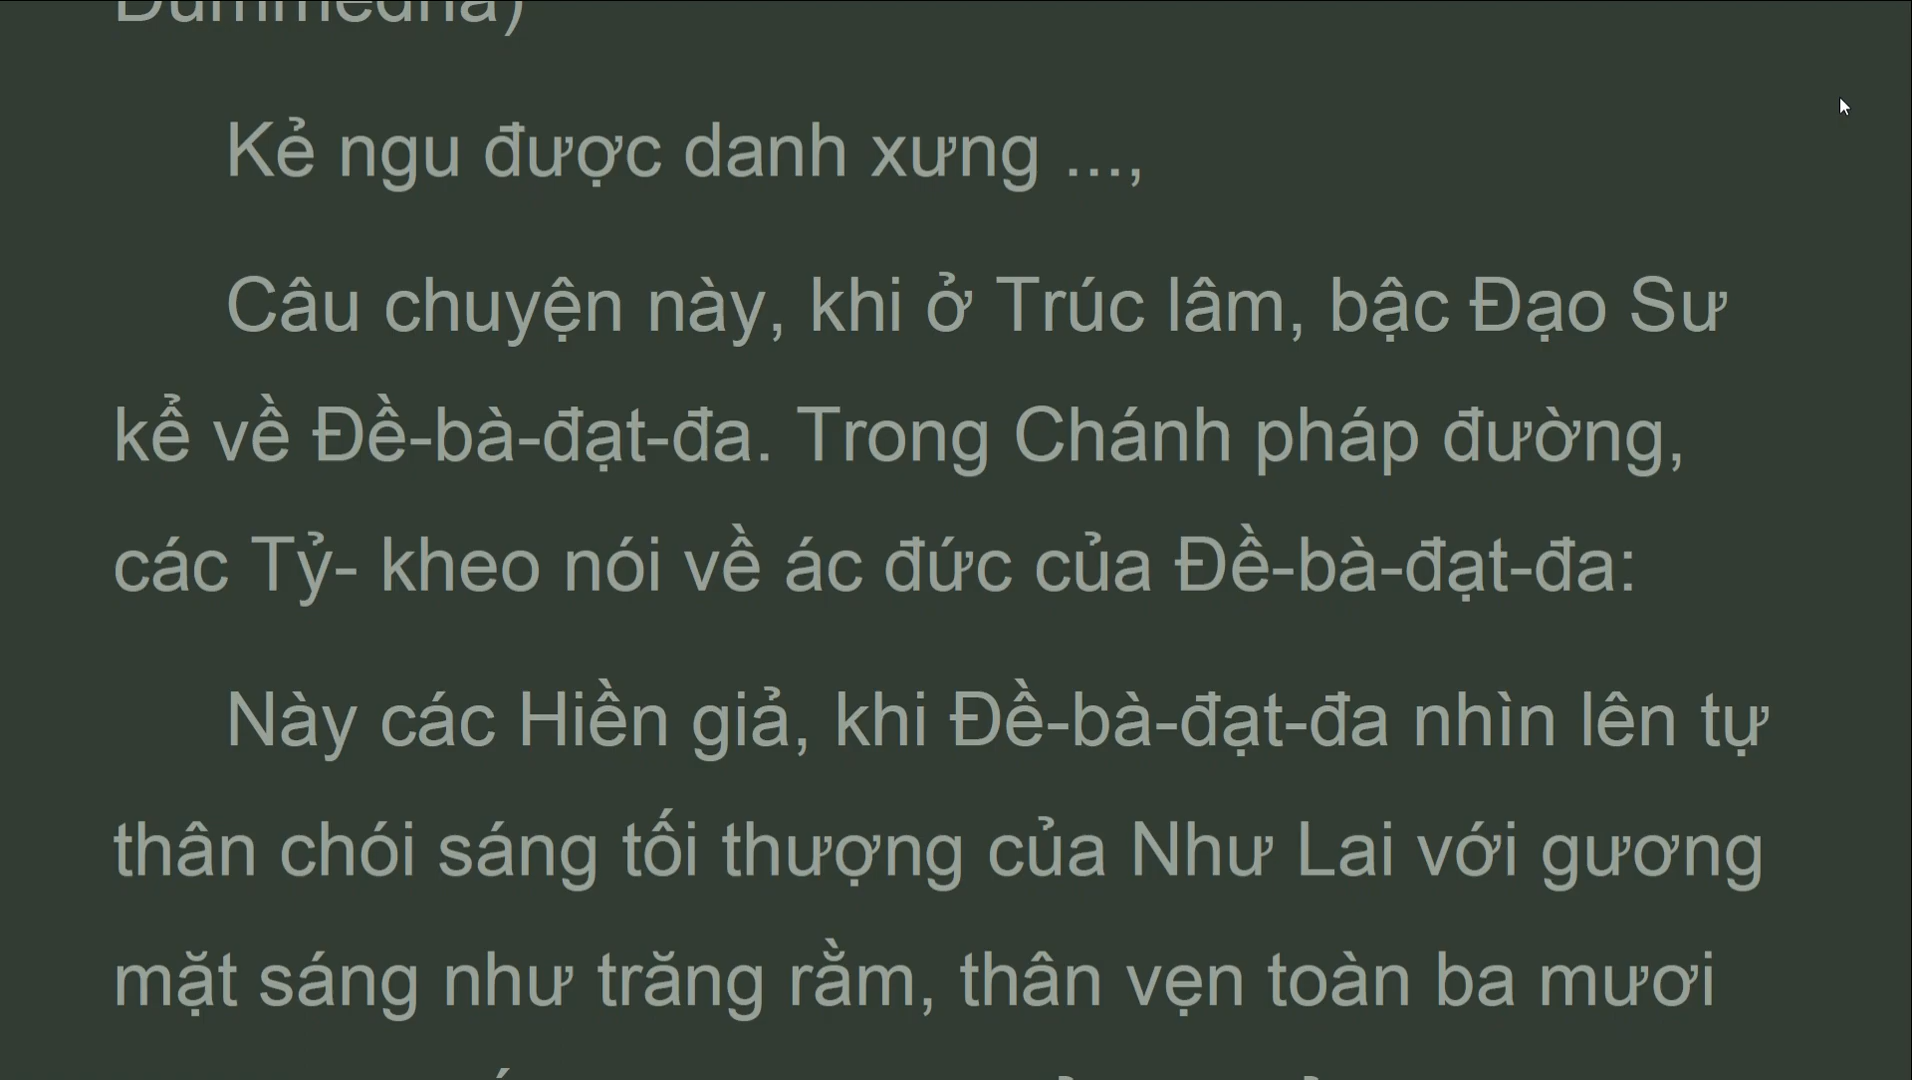 Dummedha)
Kẻ ngu được danh xưng ...,
Câu chuyện này, khi ở Trúc lâm, bậc Đạo Sư
kể về Đề-bà-đạt-đa. Trong Chánh pháp đường,
các Tỷ- kheo nói về ác đức của Đề-bà-đạt-đa:
Này các Hiền giả, khi Đề-bà-đạt-đa nhìn lên tự
thân chói sáng tối thượng của Như Lai với gương
mặt sáng như trăng rằm, thân vẹn toàn ba mươi